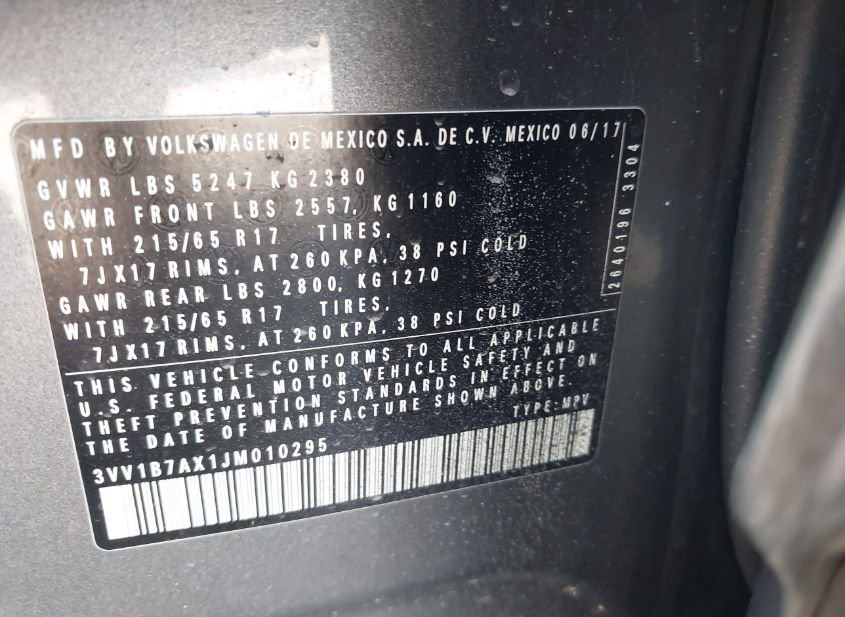 MFD BY VOLKSWAGEN DE MEXICO S.A. DE C.V. MEXICO 06/17
GVWR LBS 5247 KG 2380
GAWR FRONT LBS 2557, KG 1160
WITH 215/65 R17 TIRES,
7JX17 RIMS, AT 260 KPA, 38 PSI COLD
GAWR REAR LBS 2800, KG 1270
WITH 215/65 R17 TIRES,
7JX17 RIMS, AT 260 KPA, 38 PSI COLD
THIS VEHICLE CONFORMS TO ALL APPLICABLE
U.S. FEDERAL MOTOR VEHICLE SAFETY AND
THEFT PREVENTION STANDARDS IN EFFECT ON
THE DATE OF MANUFACTURE SHOWN ABOVE.
TYPE:MPV
3VV1B7AX1JM010295
2640196 3304